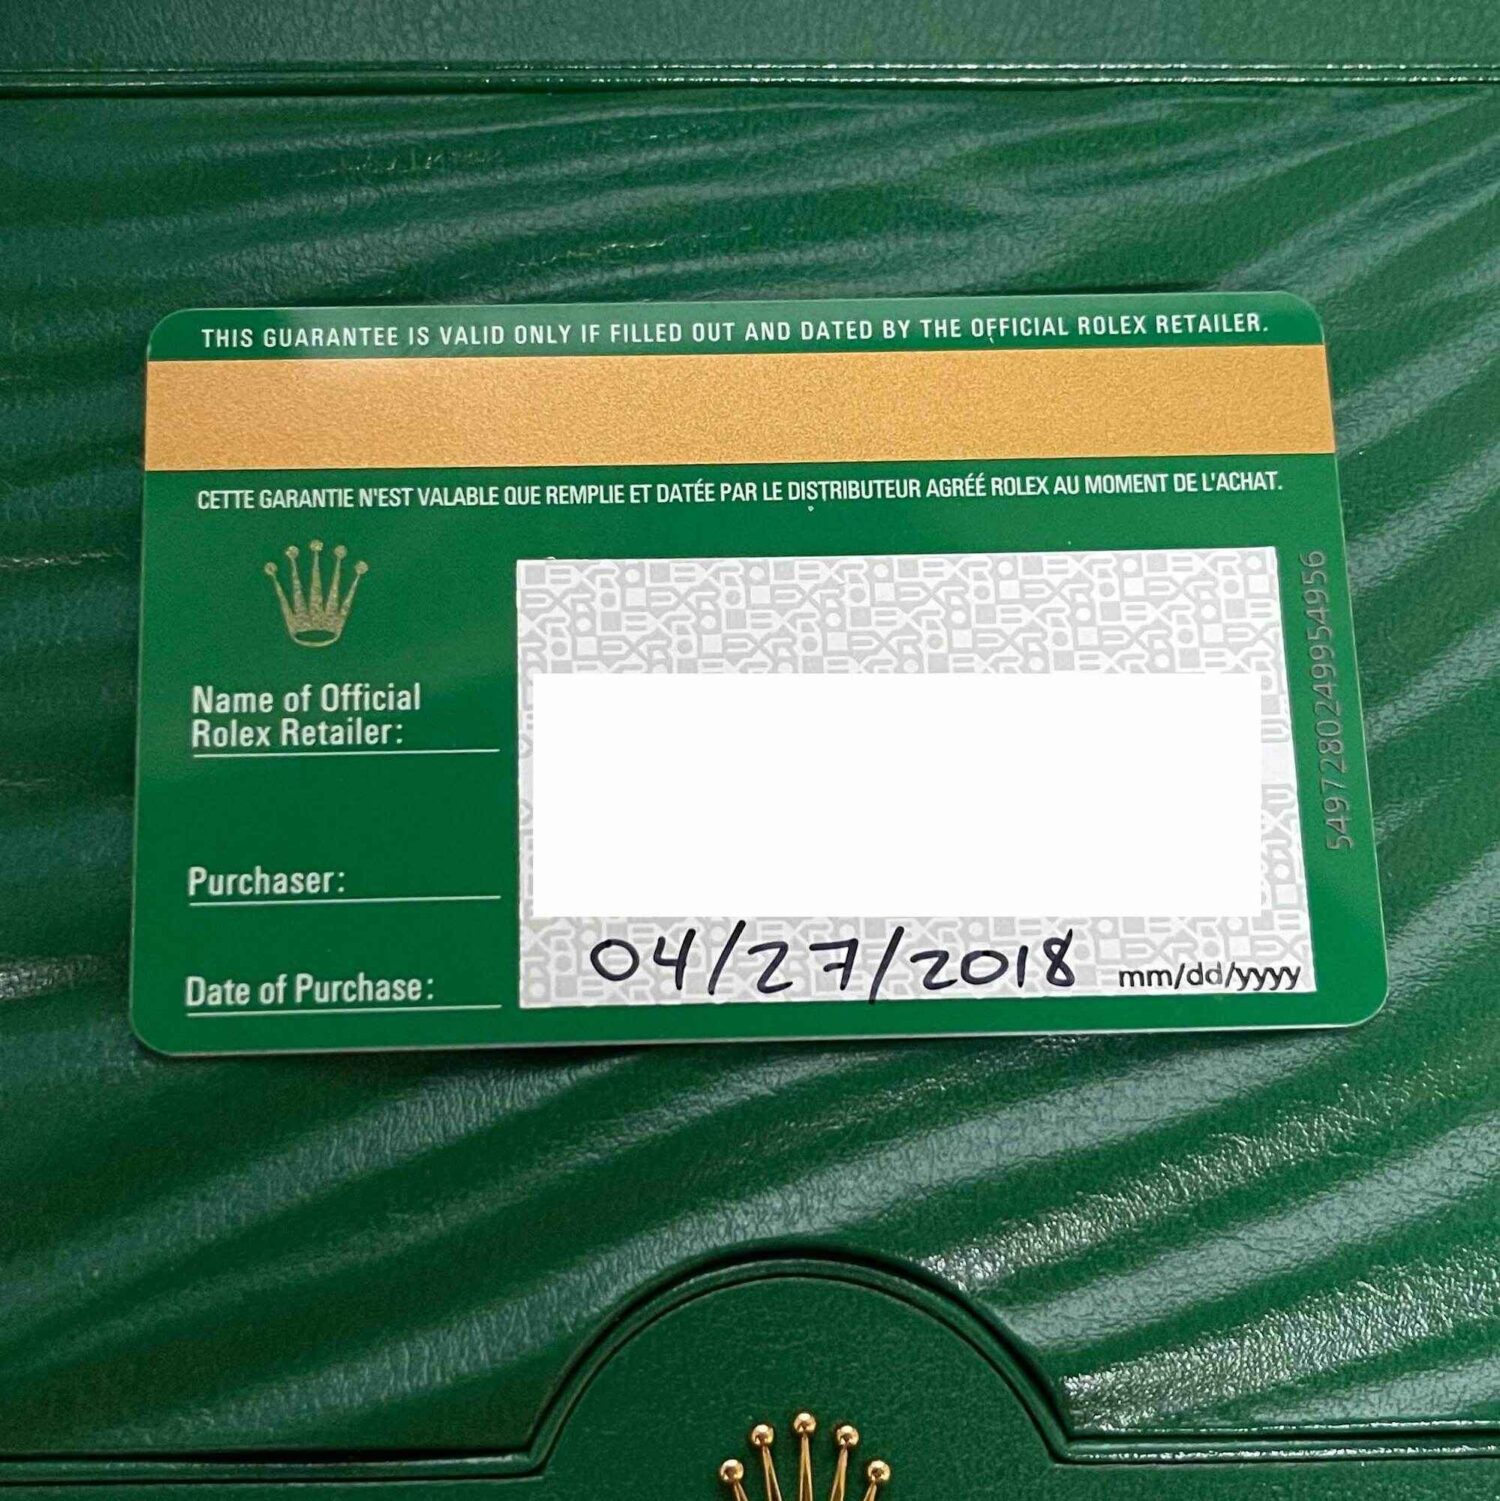 THIS GUARANTEE IS VALID ONLY IF FILLED OUT AND DATED BY THE OFFICIAL ROLEX RETAILER.
CETTE GARANTIE N'EST VALABLE QUE REMPLIE ET DATÉE PAR LE DISTRIBUTEUR AGRÉÉ ROLEX AU MOMENT DE L'ACHAT.
Name of Official
Rolex Retailer:
Purchaser:
Date of Purchase: 04/27/2018 mm/dd/yyyy
5497280249954956